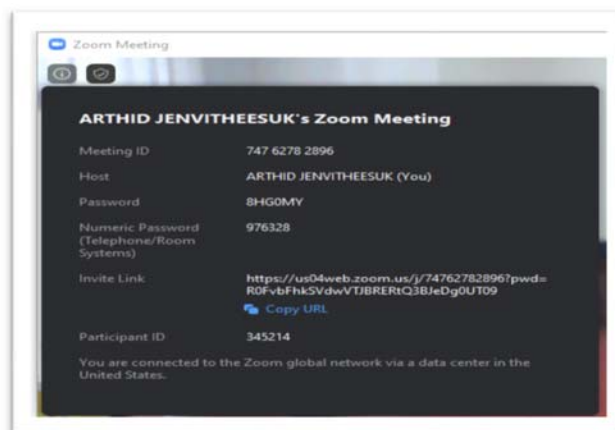 Zoom Meeting
ARTHID JENVITHEESUK's Zoom Meeting
Meeting ID 747 6278 2896
Host ARTHID JENVITHEESUK (You)
Password 8HG0MY
Numeric Password 976328
(Telephone/Room
Systems)
Invite Link https://us04web.zoom.us/j/74762782896?pwd=
R0FvbFhkSVdwVTJBRERtQ3BJeDg0UT09
Copy URL
Participant ID 345214
You are connected to the Zoom global network via a data center in the
United States.